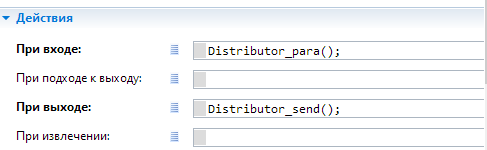 Действия
При входе: Distributor_para();
При подходе к выходу:
При выходе: Distributor_send();
При извлечении: